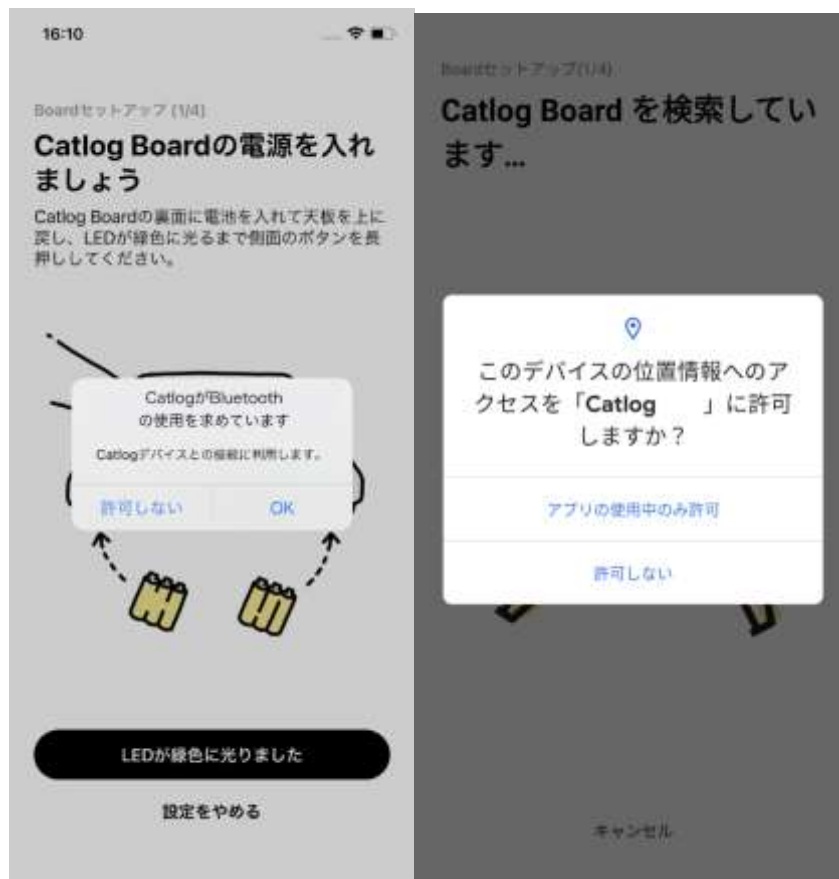 16:10
Boardセットアップ (1/4)
Catlog Boardの電源を入れ
ましょう
Catlog Boardの裏面に電池を入れて天板を上に
戻し、LEDが緑色に光るまで側面のボタンを長
押ししてください。
CatlogがBluetooth
の使用を求めています
Catlogデバイスとの接続に利用します。
許可しない
OK
LEDが緑色に光りました
設定をやめる
Boardセットアップ(1/4)
Catlog Board を検索してい
ます...
このデバイスの位置情報へのア
クセスを「Catlog 」に許可
しますか？
アプリの使用中のみ許可
許可しない
キャンセル